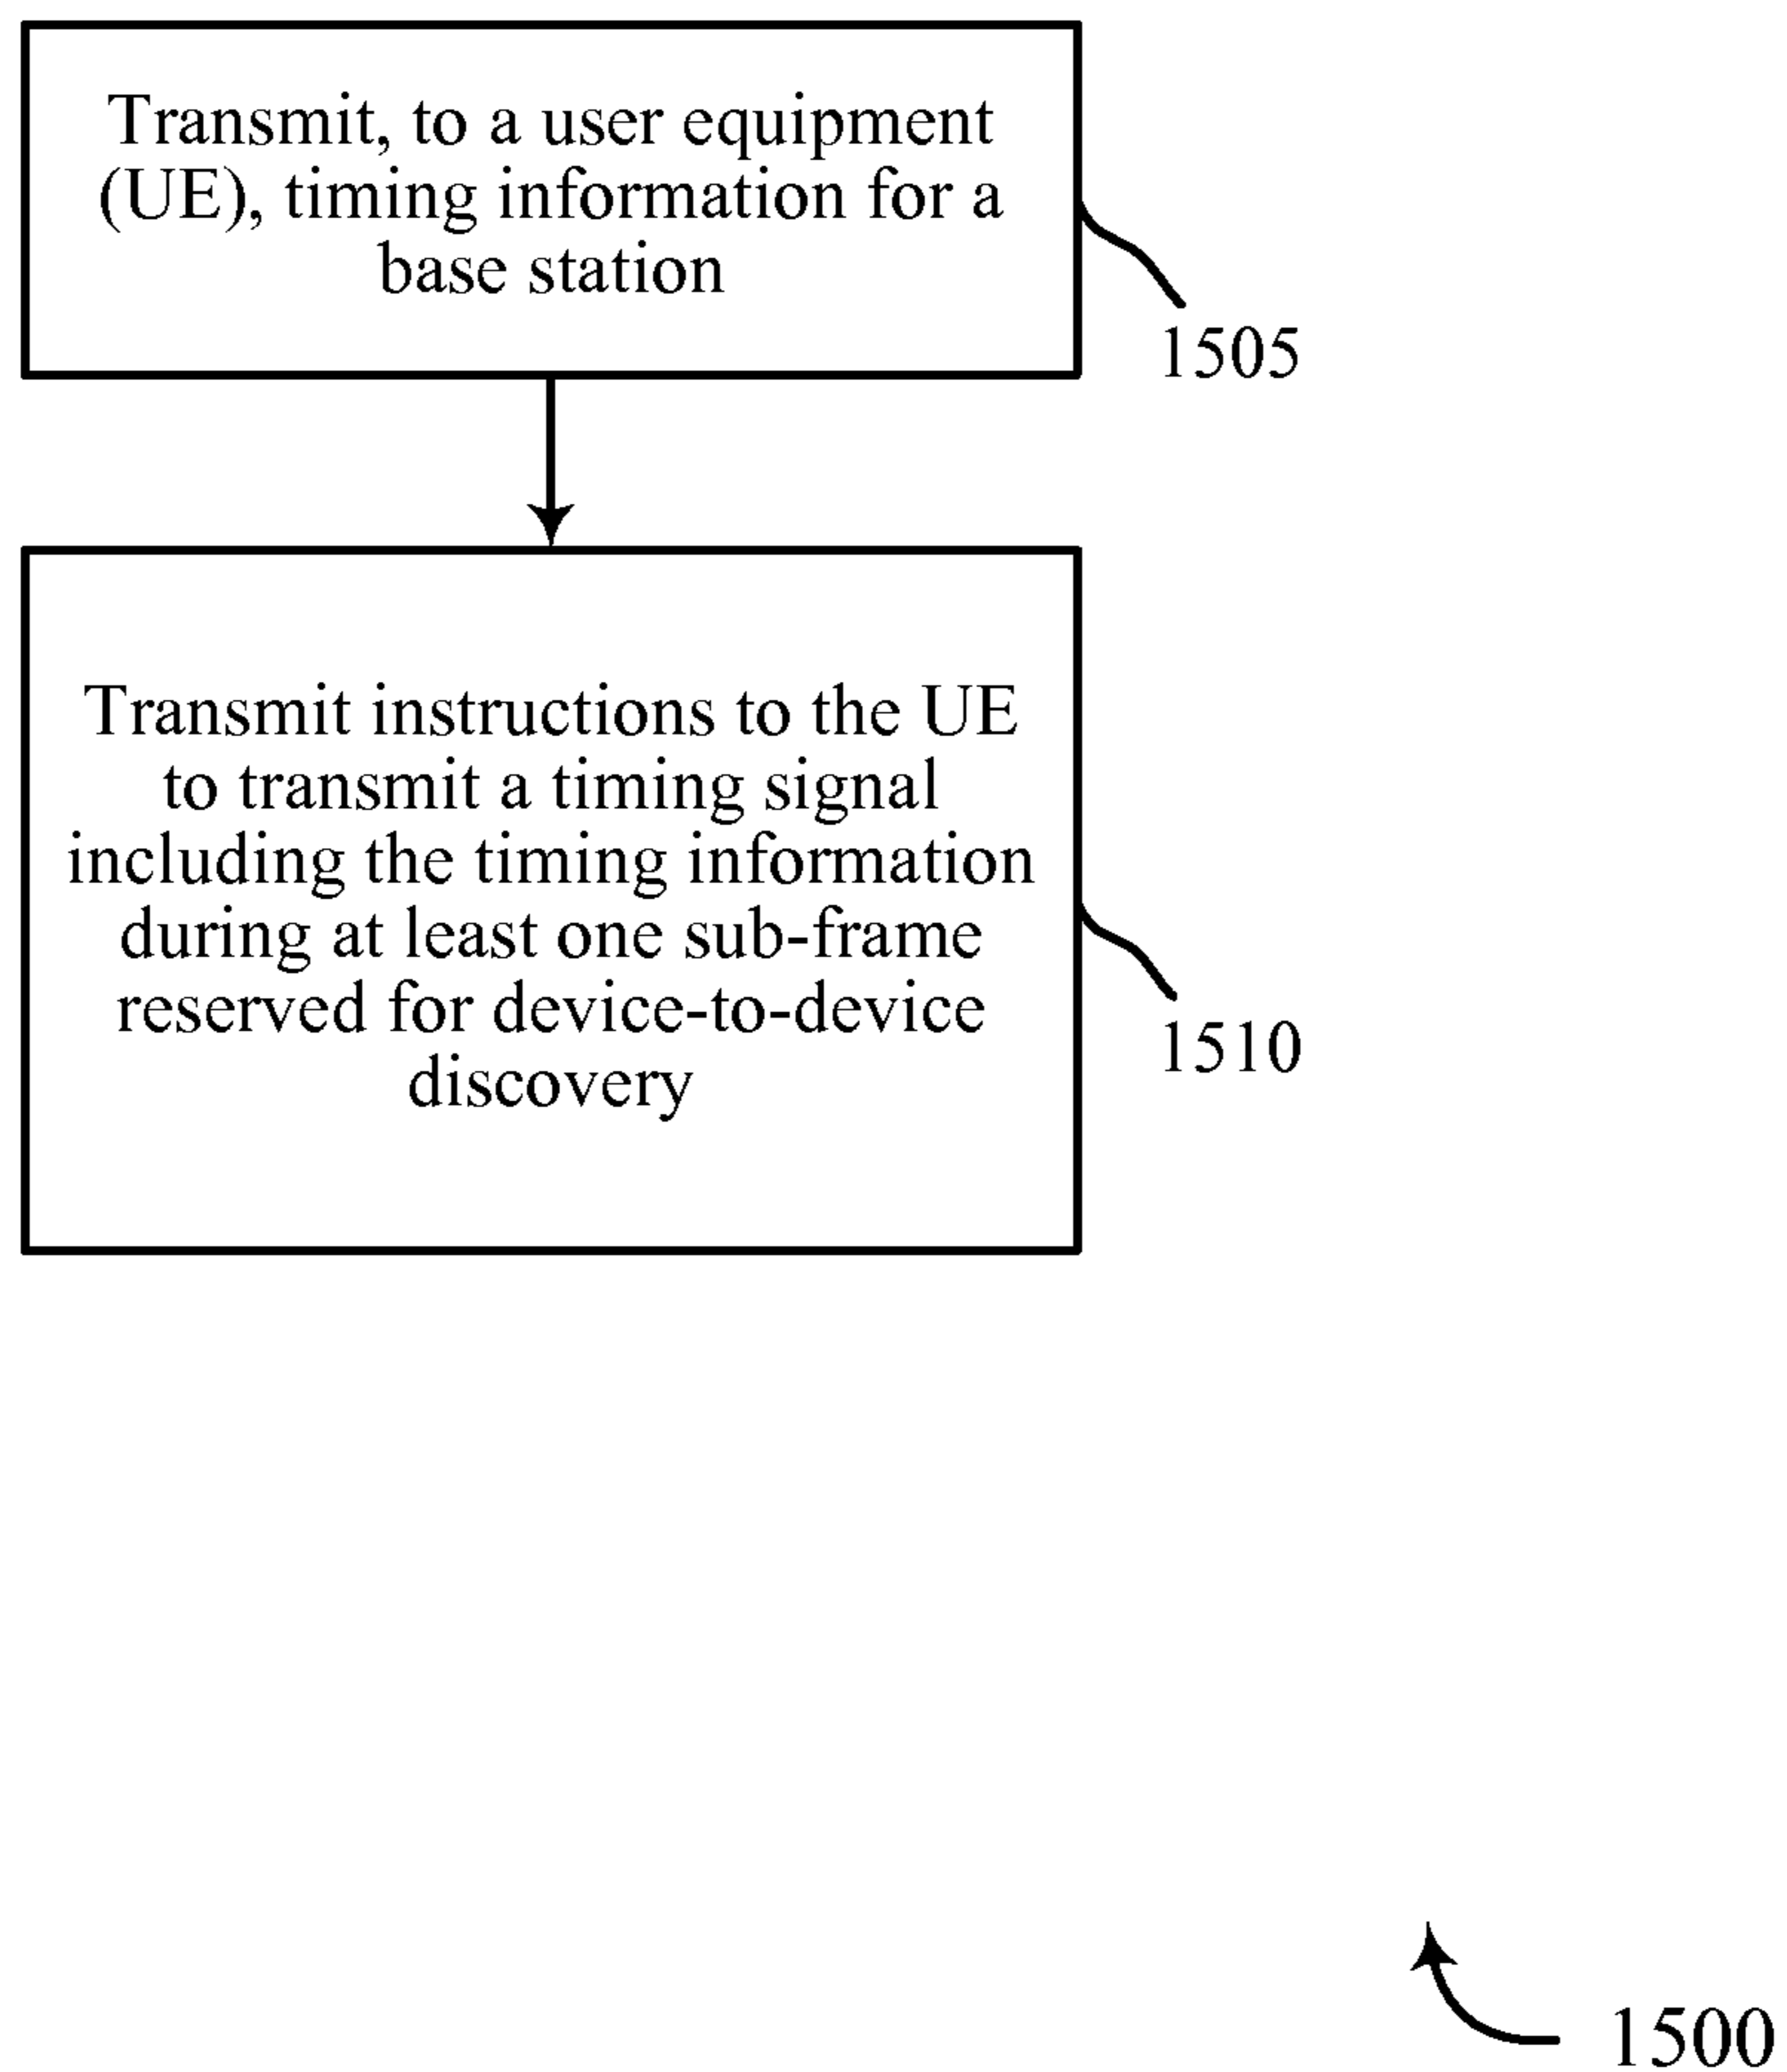 Transmit, to a user equipment
(UE), timing information for a
base station
1505
Transmit instructions to the UE
to transmit a timing signal
including the timing information
during at least one sub-frame
reserved for device-to-device
discovery
1510
1500